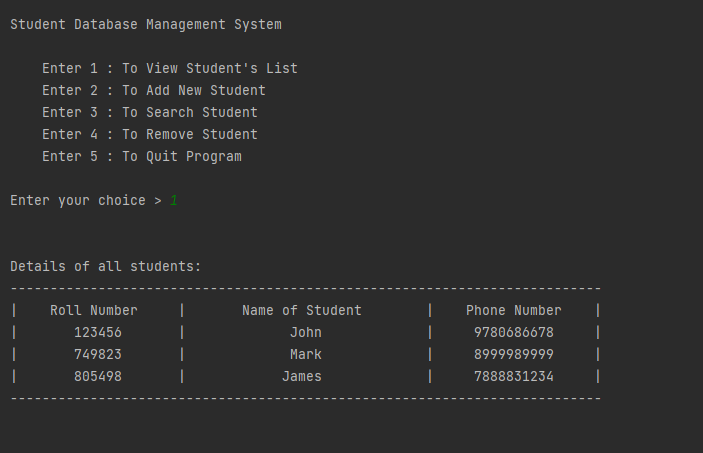 Student Database Management System
Enter 1 : To View Student's List
Enter 2 : To Add New Student
Enter 3 : To Search Student
Enter 4 : To Remove Student
Enter 5 : To Quit Program
Enter your choice > 1
Details of all students:
--------------------------------------------------------------------------
|    Roll Number     |       Name of Student        |    Phone Number    |
|       123456       |             John             |     9780686678     |
|       749823       |             Mark             |     8999989999     |
|       805498       |            James             |     7888831234     |
--------------------------------------------------------------------------